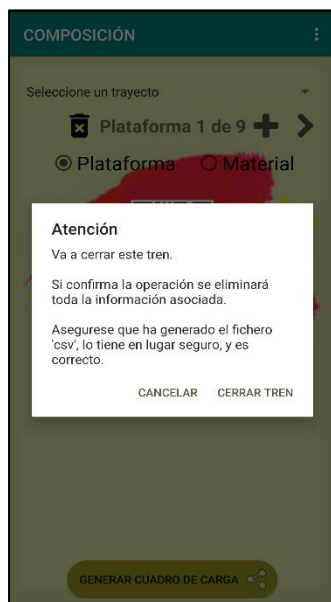 COMPOSICIÓN
Seleccione un trayecto
Plataforma 1 de 9
Plataforma Material
Atención
Va a cerrar este tren.
Si confirma la operación se eliminará
toda la información asociada.
Asegurese que ha generado el fichero
'csv', lo tiene en lugar seguro, y es
correcto.
CANCELAR CERRAR TREN
GENERAR CUADRO DE CARGA